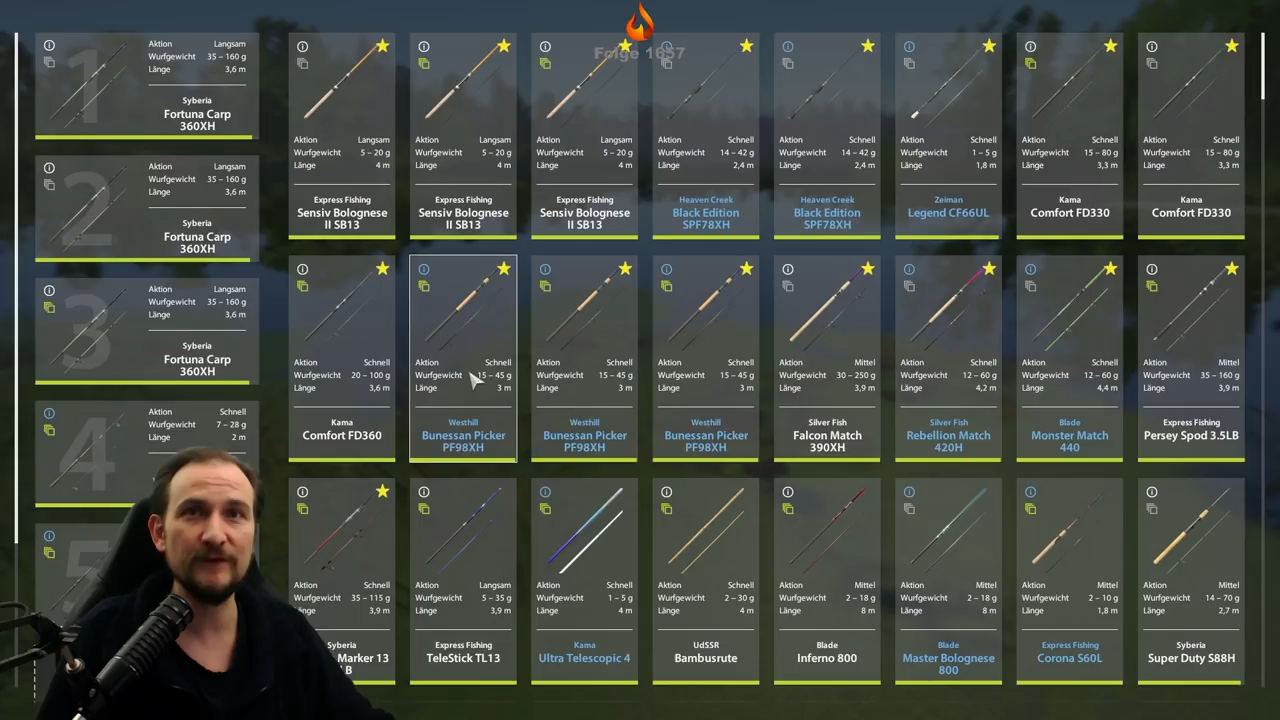 Folge 1657
1
Aktion Langsam
Wurfgewicht 35 – 160 g
Länge 3,6 m
Syberia
Fortuna Carp
360XH
2
Aktion Langsam
Wurfgewicht 35 – 160 g
Länge 3,6 m
Syberia
Fortuna Carp
360XH
3
Aktion Langsam
Wurfgewicht 35 – 160 g
Länge 3,6 m
Syberia
Fortuna Carp
360XH
4
Aktion Schnell
Wurfgewicht 7 – 28 g
Länge 2 m
5
Aktion Langsam
Wurfgewicht 5 – 20 g
Länge 4 m
Express Fishing
Sensiv Bolognese
II SB13
Aktion Langsam
Wurfgewicht 5 – 20 g
Länge 4 m
Express Fishing
Sensiv Bolognese
II SB13
Aktion Langsam
Wurfgewicht 5 – 20 g
Länge 4 m
Express Fishing
Sensiv Bolognese
II SB13
Aktion Schnell
Wurfgewicht 14 – 42 g
Länge 2,4 m
Heaven Creek
Black Edition
SPF78XH
Aktion Schnell
Wurfgewicht 14 – 42 g
Länge 2,4 m
Heaven Creek
Black Edition
SPF78XH
Aktion Schnell
Wurfgewicht 1 – 5 g
Länge 1,8 m
Zeiman
Legend CF66UL
Aktion Schnell
Wurfgewicht 15 – 80 g
Länge 3,3 m
Kama
Comfort FD330
Aktion Schnell
Wurfgewicht 15 – 80 g
Länge 3,3 m
Kama
Comfort FD330
Aktion Schnell
Wurfgewicht 20 – 100 g
Länge 3,6 m
Kama
Comfort FD360
Aktion Schnell
Wurfgewicht 15 – 45 g
Länge 3 m
Westhill
Bunessan Picker
PF98XH
Aktion Schnell
Wurfgewicht 15 – 45 g
Länge 3 m
Westhill
Bunessan Picker
PF98XH
Aktion Schnell
Wurfgewicht 15 – 45 g
Länge 3 m
Westhill
Bunessan Picker
PF98XH
Aktion Mittel
Wurfgewicht 30 – 250 g
Länge 3,9 m
Silver Fish
Falcon Match
390XH
Aktion Schnell
Wurfgewicht 12 – 60 g
Länge 4,2 m
Silver Fish
Rebellion Match
420H
Aktion Schnell
Wurfgewicht 12 – 60 g
Länge 4,4 m
Blade
Monster Match
440
Aktion Mittel
Wurfgewicht 35 – 160 g
Länge 3,9 m
Express Fishing
Persey Spod 3.5LB
Aktion Schnell
Wurfgewicht 35 – 115 g
Länge 3,9 m
Syberia
Marker 13
Aktion Langsam
Wurfgewicht 5 – 35 g
Länge 3,9 m
Express Fishing
TeleStick TL13
Aktion Schnell
Wurfgewicht 1 – 5 g
Länge 4 m
Kama
Ultra Telescopic 4
Aktion Mittel
Wurfgewicht 2 – 30 g
Länge 4 m
UdSSR
Bambusrute
Aktion Mittel
Wurfgewicht 2 – 18 g
Länge 8 m
Blade
Inferno 800
Aktion Mittel
Wurfgewicht 2 – 18 g
Länge 8 m
Blade
Master Bolognese
800
Aktion Mittel
Wurfgewicht 2 – 10 g
Länge 1,8 m
Express Fishing
Corona S60L
Aktion Mittel
Wurfgewicht 14 – 70 g
Länge 2,7 m
Syberia
Super Duty S88H